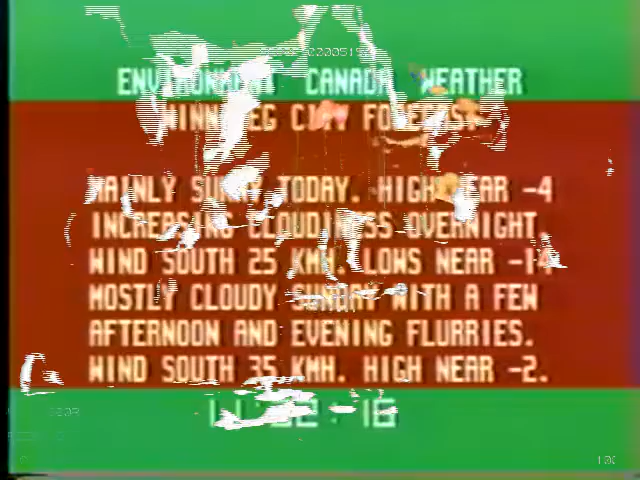 ENVIRONMENT CANADA WEATHER
WINNIPEG CITY FORECAST
MAINLY SUNNY TODAY. HIGH NEAR -4
INCREASING CLOUDINESS OVERNIGHT.
WIND SOUTH 25 KMH. LOWS NEAR -14
MOSTLY CLOUDY SUNDAY WITH A FEW
AFTERNOON AND EVENING FLURRIES.
WIND SOUTH 35 KMH. HIGH NEAR -2.